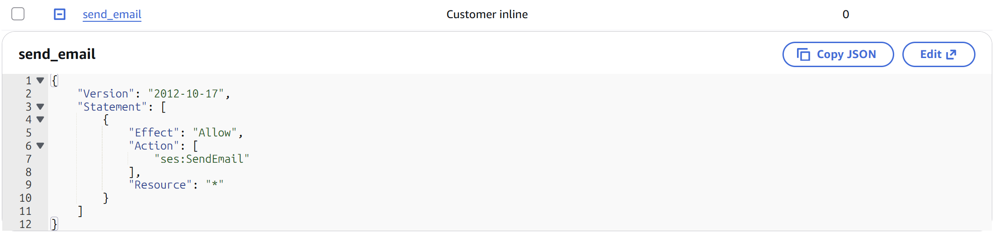 send_email Customer inline 0
send_email Copy JSON Edit
1 {
2     "Version": "2012-10-17",
3     "Statement": [
4         {
5             "Effect": "Allow",
6             "Action": [
7                 "ses:SendEmail"
8             ],
9             "Resource": "*"
10         }
11     ]
12 }